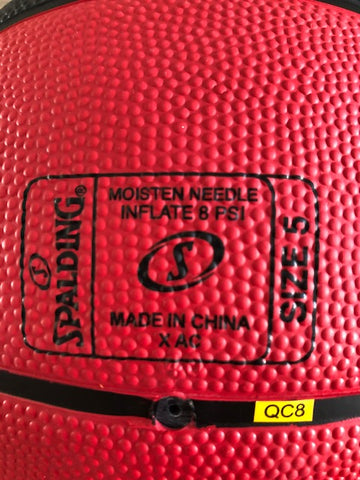 SPALDING®
MOISTEN NEEDLE
INFLATE 8 PSI
S
MADE IN CHINA
X AC
SIZE 5
QC8